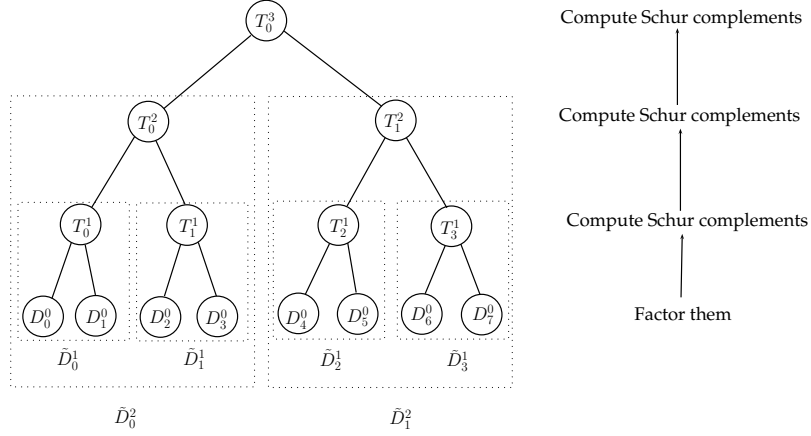 T_0^3 Compute Schur complements
T_0^2 T_1^2 Compute Schur complements
T_0^1 T_1^1 T_2^1 T_3^1 Compute Schur complements
D_0^0 D_1^0 D_2^0 D_3^0 D_4^0 D_5^0 D_6^0 D_7^0 Factor them
D̃_0^1 D̃_1^1 D̃_2^1 D̃_3^1
D̃_0^2 D̃_1^2